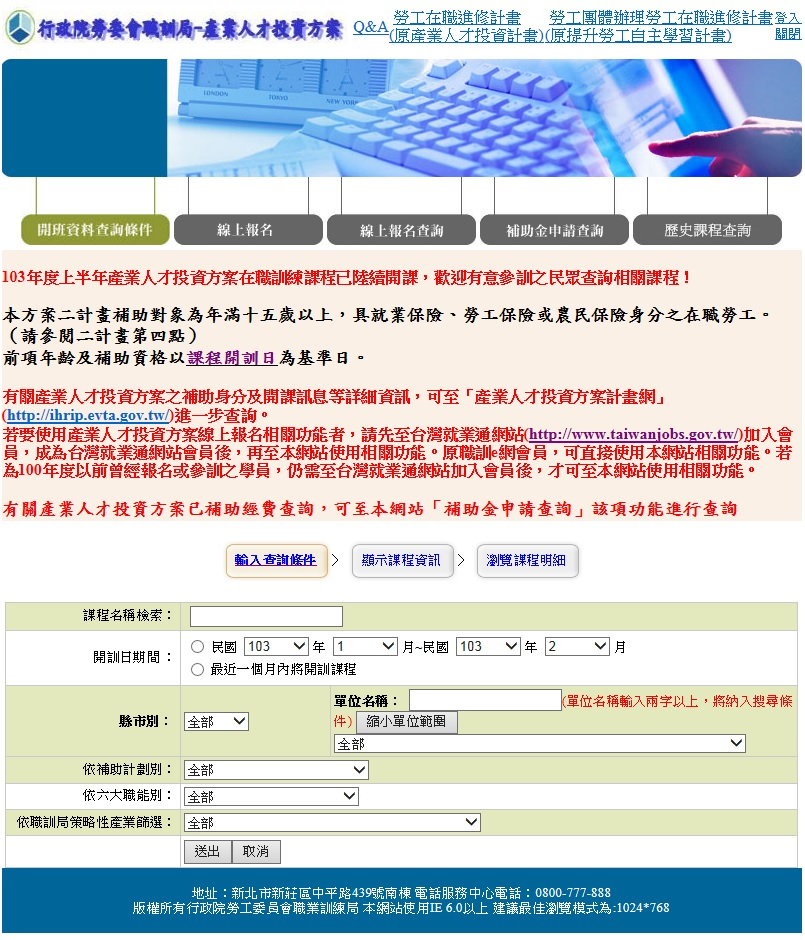 行政院勞委會職訓局-產業人才投資方案
Q&A
勞工在職進修計畫
(原產業人才投資計畫)
勞工團體辦理勞工在職進修計畫
(原提升勞工自主學習計畫)
登入
關閉
LONDON TOKYO NEW YORK
開班資料查詢條件 線上報名 線上報名查詢 補助金申請查詢 歷史課程查詢
103年度上半年產業人才投資方案在職訓練課程已陸續開課，歡迎有意參訓之民眾查詢相關課程！
本方案二計畫補助對象為年滿十五歲以上，具就業保險、勞工保險或農民保險身分之在職勞工。
（請參閱二計畫第四點）
前項年齡及補助資格以課程開訓日為基準日。
有關產業人才投資方案之補助身分及開課訊息等詳細資訊，可至「產業人才投資方案計畫網」
(http://ihrip.evta.gov.tw/)進一步查詢。
若要使用產業人才投資方案線上報名相關功能者，請先至台灣就業通網站(http://www.taiwanjobs.gov.tw/)加入會
員，成為台灣就業通網站會員後，再至本網站使用相關功能。原職訓e網會員，可直接使用本網站相關功能。若
為100年度以前曾經報名或參訓之學員，仍需至台灣就業通網站加入會員後，才可至本網站使用相關功能。
有關產業人才投資方案已補助經費查詢，可至本網站「補助金申請查詢」該項功能進行查詢
輸入查詢條件 > 顯示課程資訊 > 瀏覽課程明細
課程名稱檢索：
開訓日期間： 民國 103 年 1 月~民國 103 年 2 月
最近一個月內將開訓課程
縣市別： 全部 單位名稱： (單位名稱輸入兩字以上，將納入搜尋條
件) 縮小單位範圍
全部
依補助計劃別： 全部
依六大職能別： 全部
依職訓局策略性產業篩選： 全部
送出 取消
地址：新北市新莊區中平路439號南棟 電話服務中心電話：0800-777-888
版權所有行政院勞工委員會職業訓練局 本網站使用IE 6.0以上 建議最佳瀏覽模式為:1024*768